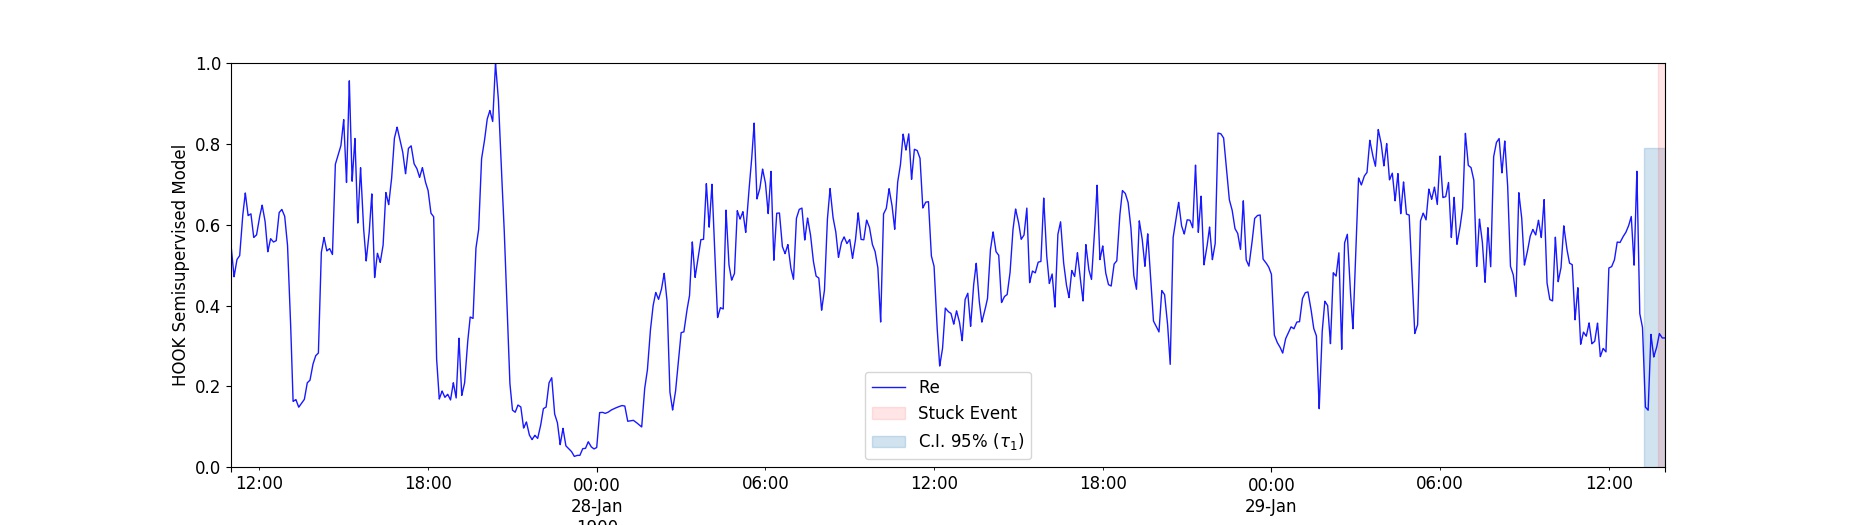 HOOK Semisupervised Model
1.0
0.8
0.6
0.4
0.2
0.0
Re
Stuck Event
C.I. 95% (τ₁)
12:00 18:00 00:00 06:00 12:00 18:00 00:00 06:00 12:00
28-Jan 29-Jan
1900